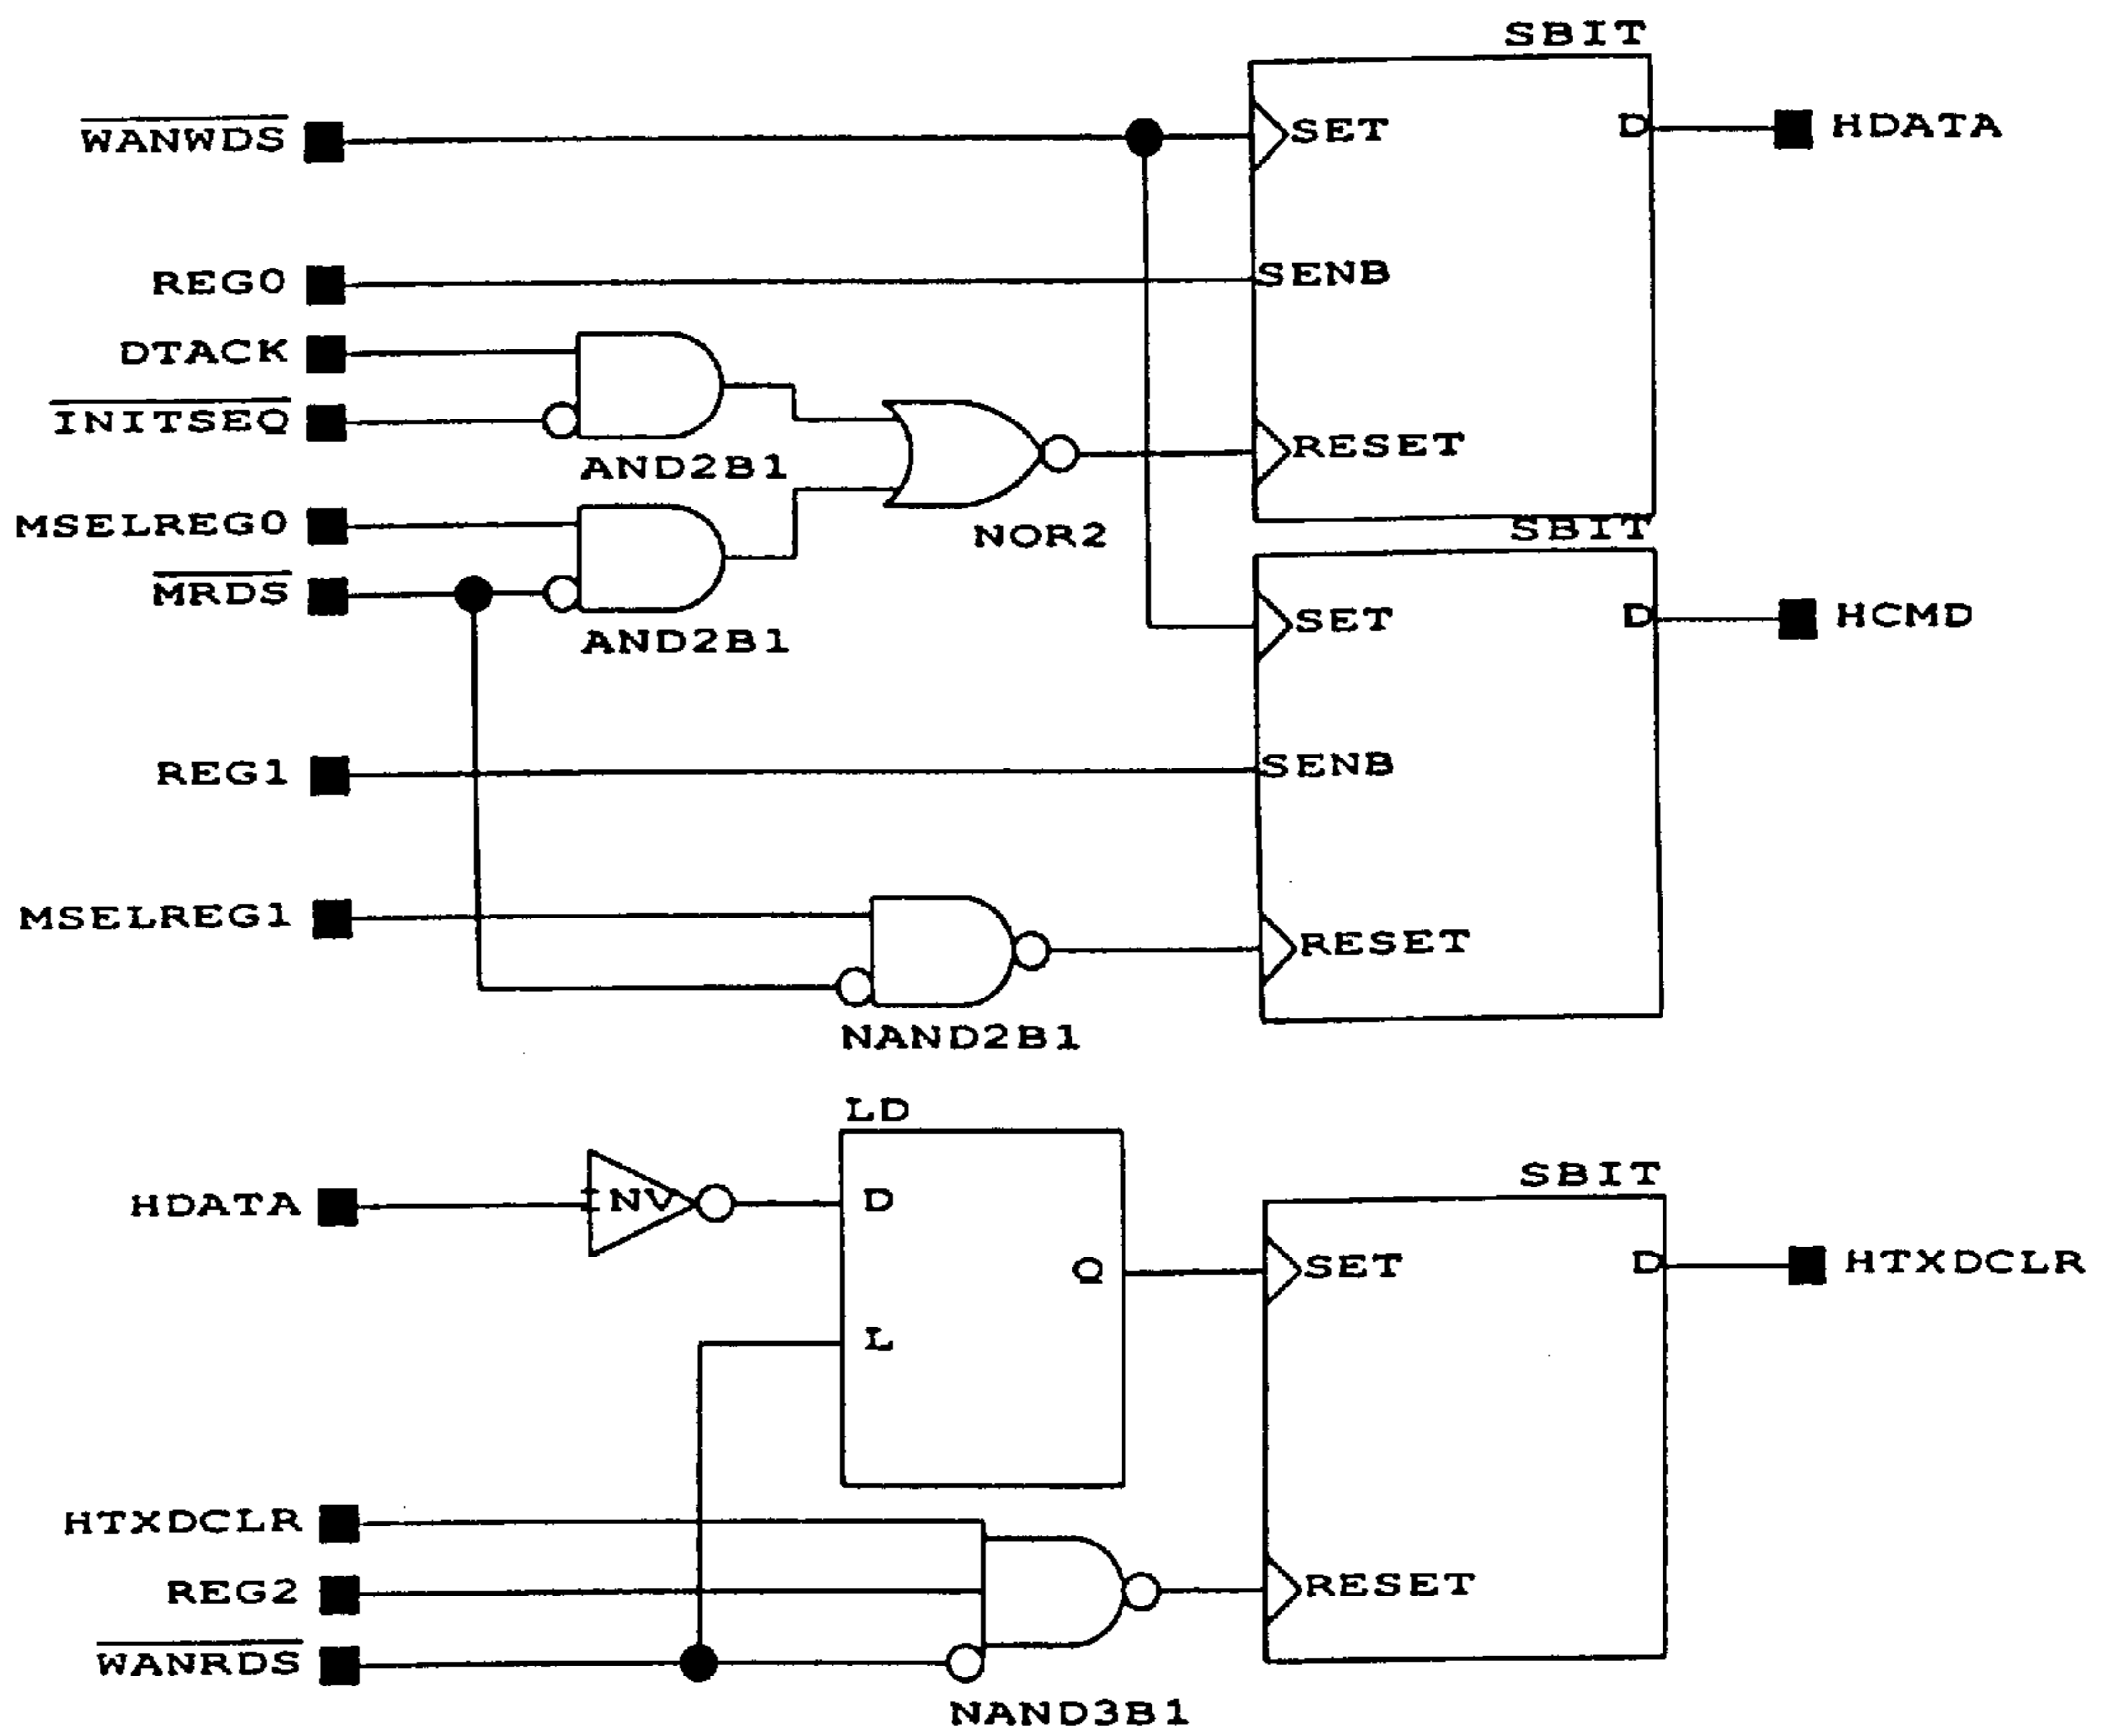 SBIT
WANWDS
SET
D
HDATA
REG0
SENB
DTACK
INITSEQ
AND2B1
RESET
MSELREG0
NOR2
SBIT
MRDS
AND2B1
SET
D
HCMD
REG1
SENB
MSELREG1
RESET
NAND2B1
LD
SBIT
HDATA
INV
D
Q
SET
D
HTXDCLR
L
HTXDCLR
REG2
RESET
WANRDS
NAND3B1